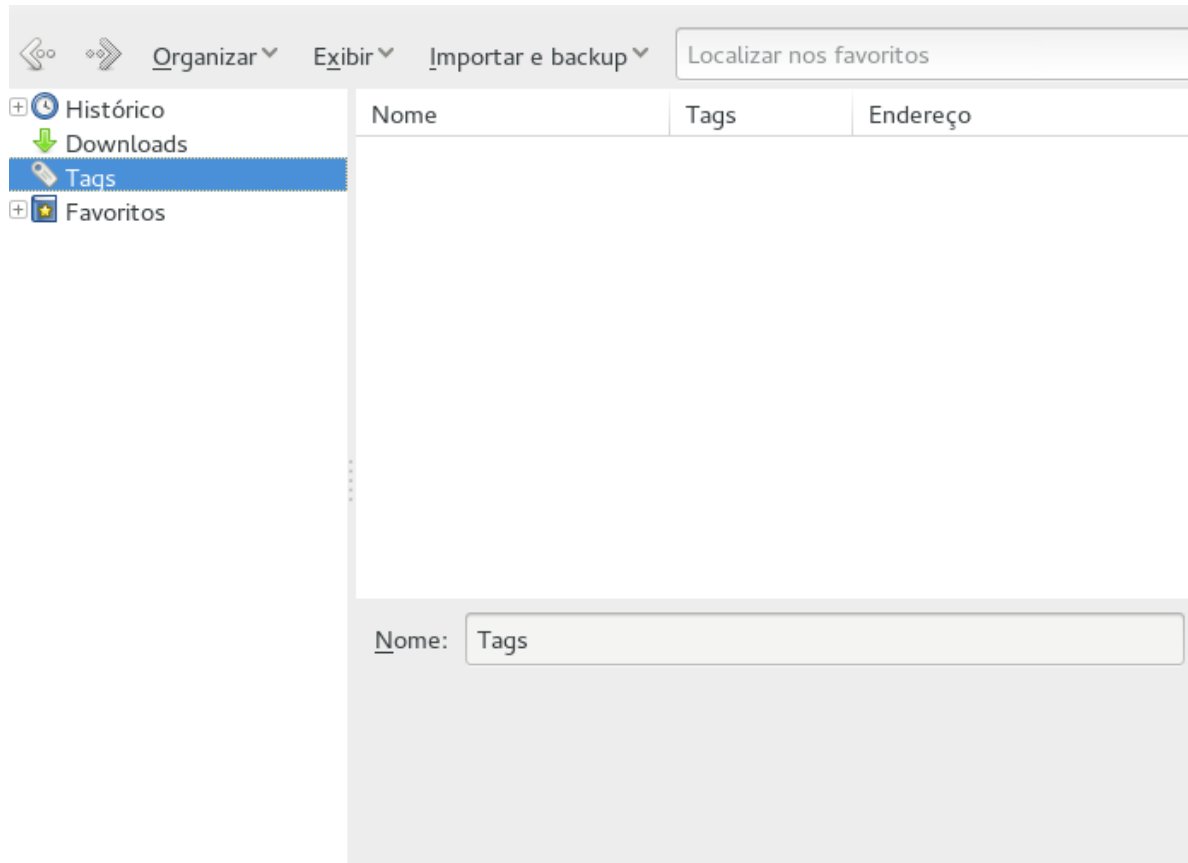 Organizar Exibir Importar e backup Localizar nos favoritos
Histórico
Downloads
Tags
Favoritos
Nome Tags Endereço
Nome: Tags